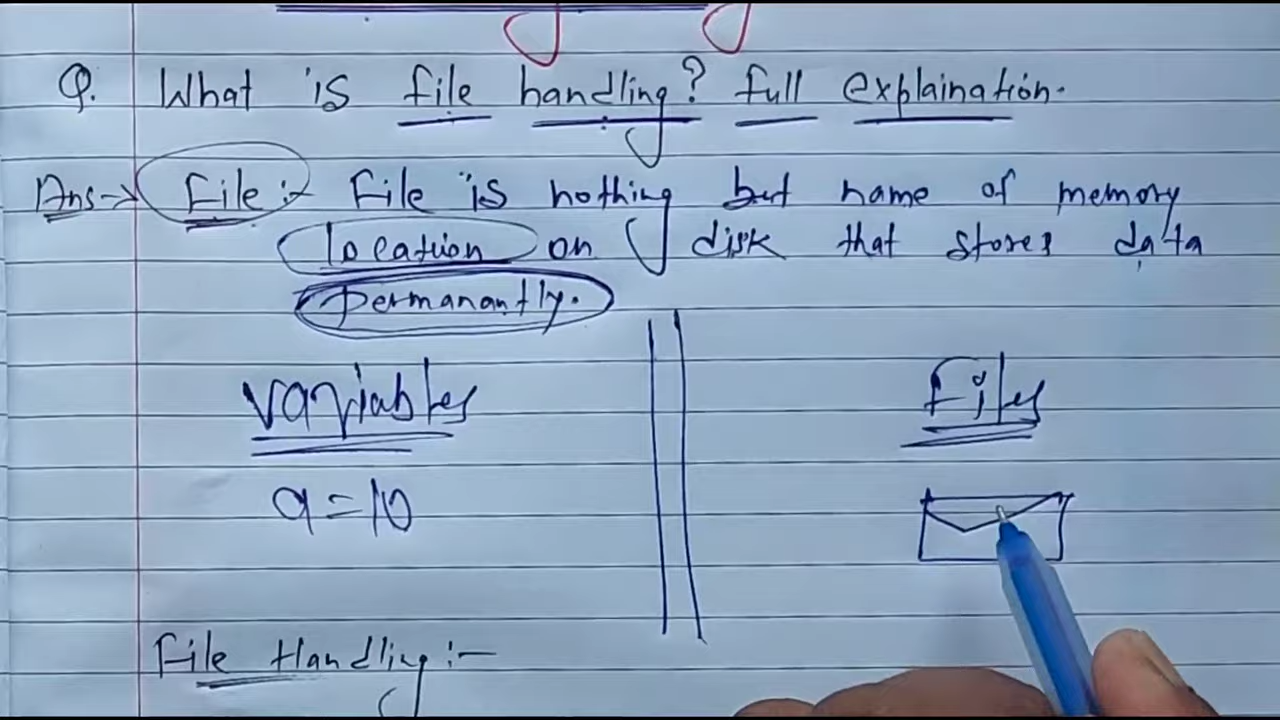 Q. What is file handling? full explaination.
Ans-> File :- File is nothing but name of memory
location on disk that stores data
permanantly.
variables
Files
a=10
File Handling :-